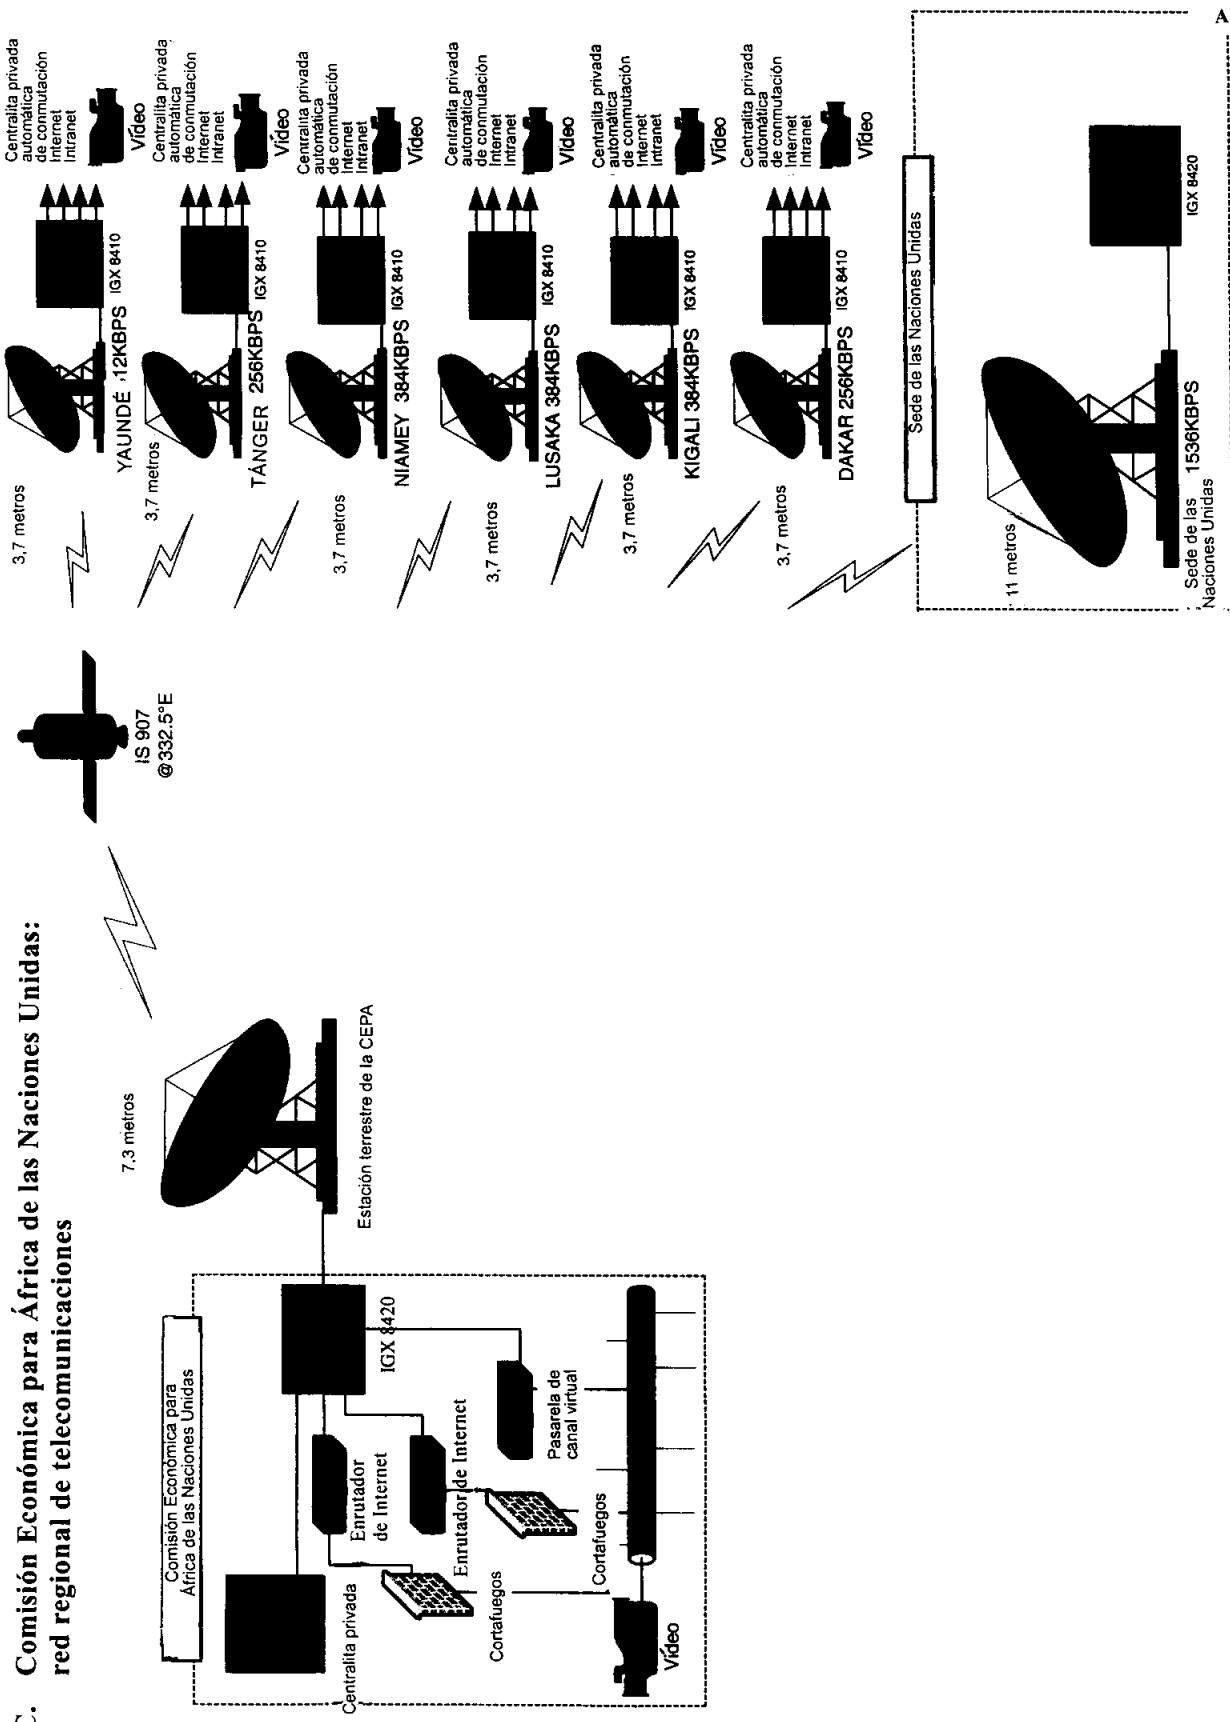 C. Comisión Económica para África de las Naciones Unidas:
red regional de telecomunicaciones
Comisión Económica para
África de las Naciones Unidas
Centralita privada
IGX 8420
Enrutador
de Internet
Enrutador de Internet
Cortafuegos
Cortafuegos
Pasarela de
canal virtual
Vídeo
7,3 metros
Estación terrestre de la CEPA
IS 907
@332.5°E
3,7 metros
YAUNDÉ
IGX 8410
Centralita privada
automática
de conmutación
Internet
Intranet
Vídeo
3,7 metros
TÁNGER 256KBPS
IGX 8410
Centralita privada
automática
de conmutación
Internet
Intranet
Vídeo
3,7 metros
NIAMEY 384KBPS
IGX 8410
Centralita privada
automática
de conmutación
Internet
Intranet
Vídeo
3,7 metros
LUSAKA 384KBPS
IGX 8410
Centralita privada
automática
de conmutación
Internet
Intranet
Vídeo
3,7 metros
KIGALI 384KBPS
IGX 8410
Centralita privada
automática
de conmutación
Internet
Intranet
Vídeo
3,7 metros
DAKAR 256KBPS
IGX 8410
Centralita privada
automática
de conmutación
Internet
Intranet
Vídeo
Sede de las Naciones Unidas
11 metros
Sede de las
Naciones Unidas
1536KBPS
IGX 8420
A